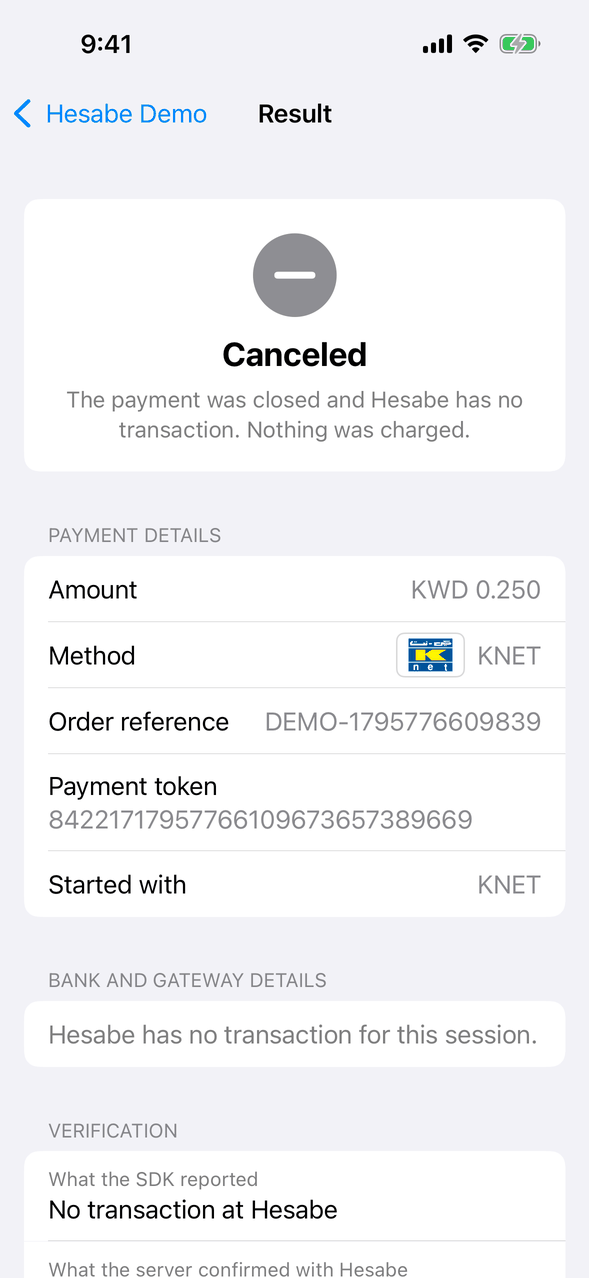 9:41
Hesabe Demo
Result
Canceled
The payment was closed and Hesabe has no
transaction. Nothing was charged.
PAYMENT DETAILS
Amount
KWD 0.250
Method
net
KNET
Order reference
DEMO-1795776609839
Payment token
842217179577661096736573 89669
Started with
KNET
BANK AND GATEWAY DETAILS
Hesabe has no transaction for this session.
VERIFICATION
What the SDK reported
No transaction at Hesabe
What the server confirmed with Hesabe